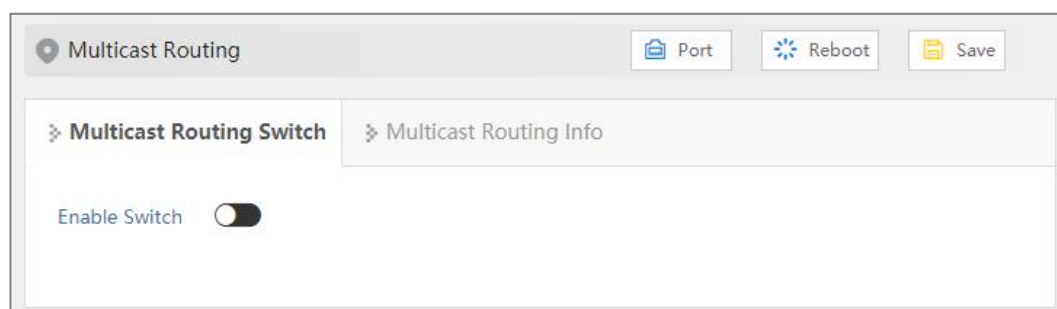 Multicast Routing Port Reboot Save
Multicast Routing Switch Multicast Routing Info
Enable Switch